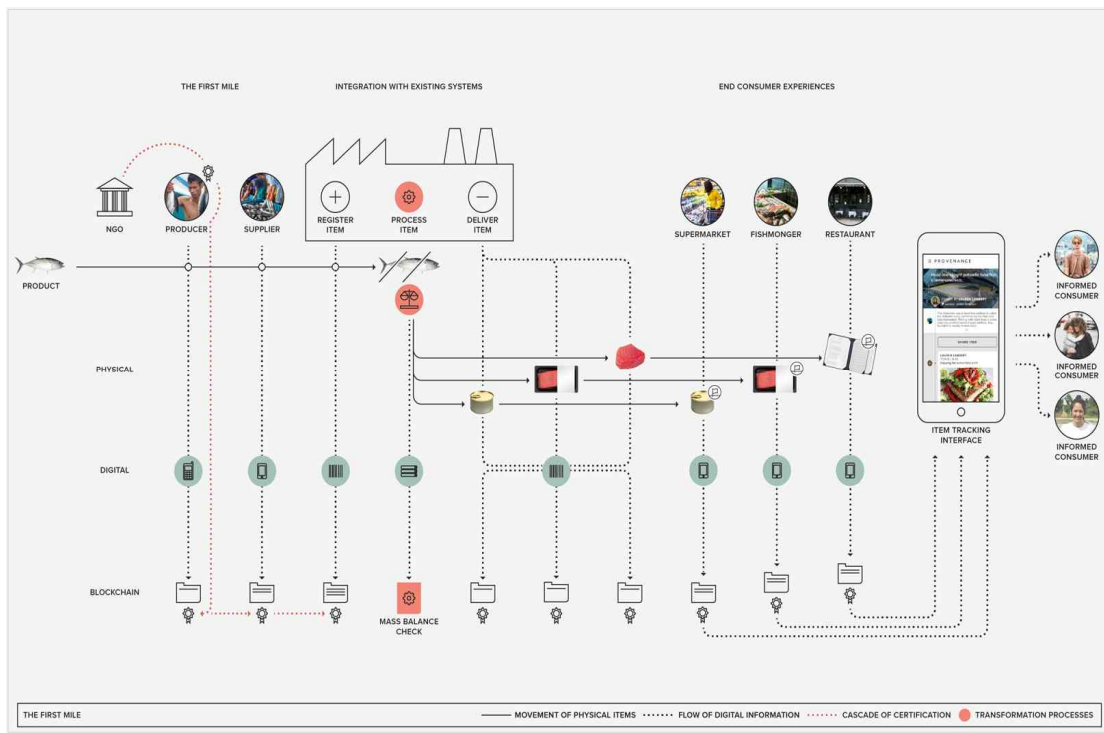 THE FIRST MILE
INTEGRATION WITH EXISTING SYSTEMS
END CONSUMER EXPERIENCES
NGO
PRODUCER
SUPPLIER
REGISTER
ITEM
PROCESS
ITEM
DELIVER
ITEM
SUPERMARKET
FISHMONGER
RESTAURANT
PRODUCT
PROVENANCE
INFORMED
CONSUMER
INFORMED
CONSUMER
INFORMED
CONSUMER
ITEM TRACKING
INTERFACE
PHYSICAL
DIGITAL
BLOCKCHAIN
MASS BALANCE
CHECK
THE FIRST MILE
MOVEMENT OF PHYSICAL ITEMS
FLOW OF DIGITAL INFORMATION
CASCADE OF CERTIFICATION
TRANSFORMATION PROCESSES